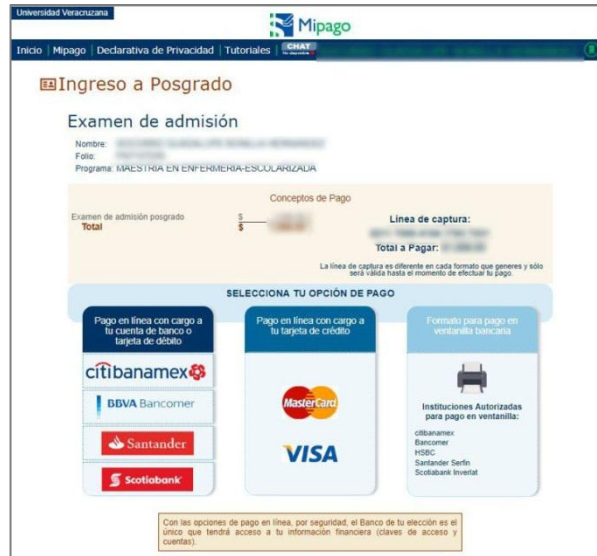 Universidad Veracruzana
Mipago
Inicio | Mipago | Declarativa de Privacidad | Tutoriales | CHAT
Ingreso a Posgrado
Examen de admisión
Nombre:
Folio:
Programa: MAESTRIA EN ENFERMERIA-ESCOLARIZADA
Conceptos de Pago
Examen de admisión posgrado $
Total $
Línea de captura:
Total a Pagar:
La línea de captura es diferente en cada formato que generes y sólo
será válida hasta el momento de efectuar tu pago.
SELECCIONA TU OPCIÓN DE PAGO
Pago en línea con cargo a
tu cuenta de banco o
tarjeta de débito
citibanamex
BBVA Bancomer
Santander
Scotiabank
Pago en línea con cargo a
tu tarjeta de crédito
MasterCard
VISA
Formato para pago en
ventanilla bancaria
Instituciones Autorizadas
para pago en ventanilla:
citibanamex
Bancomer
HSBC
Santander Serfin
Scotiabank Inverlat
Con las opciones de pago en línea, por seguridad, el Banco de tu elección es el
único que tendrá acceso a tu información financiera (claves de acceso y
cuentas).